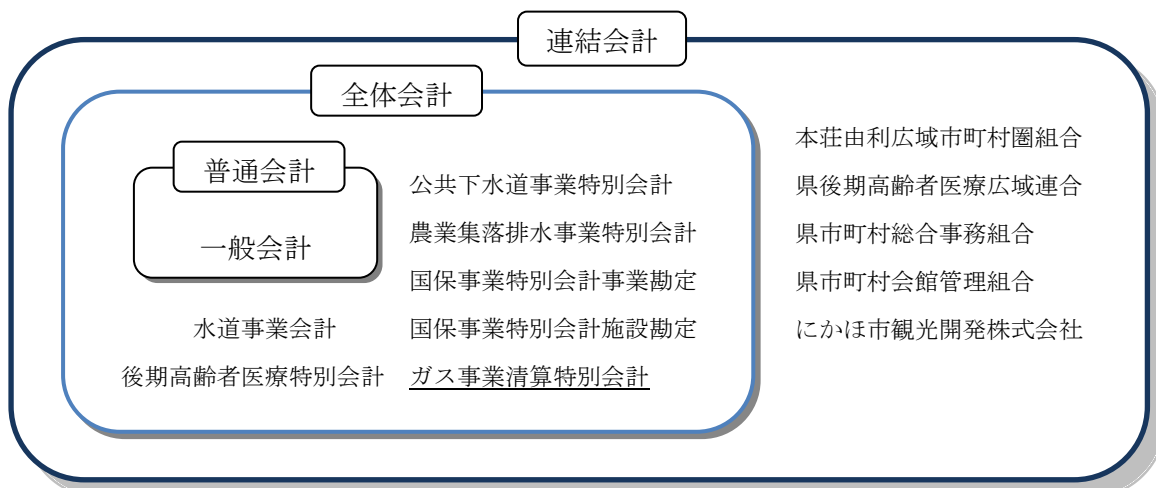 連結会計
全体会計
普通会計
一般会計
水道事業会計
後期高齢者医療特別会計
公共下水道事業特別会計
農業集落排水事業特別会計
国保事業特別会計事業勘定
国保事業特別会計施設勘定
ガス事業清算特別会計
本荘由利広域市町村圏組合
県後期高齢者医療広域連合
県市町村総合事務組合
県市町村会館管理組合
にかほ市観光開発株式会社